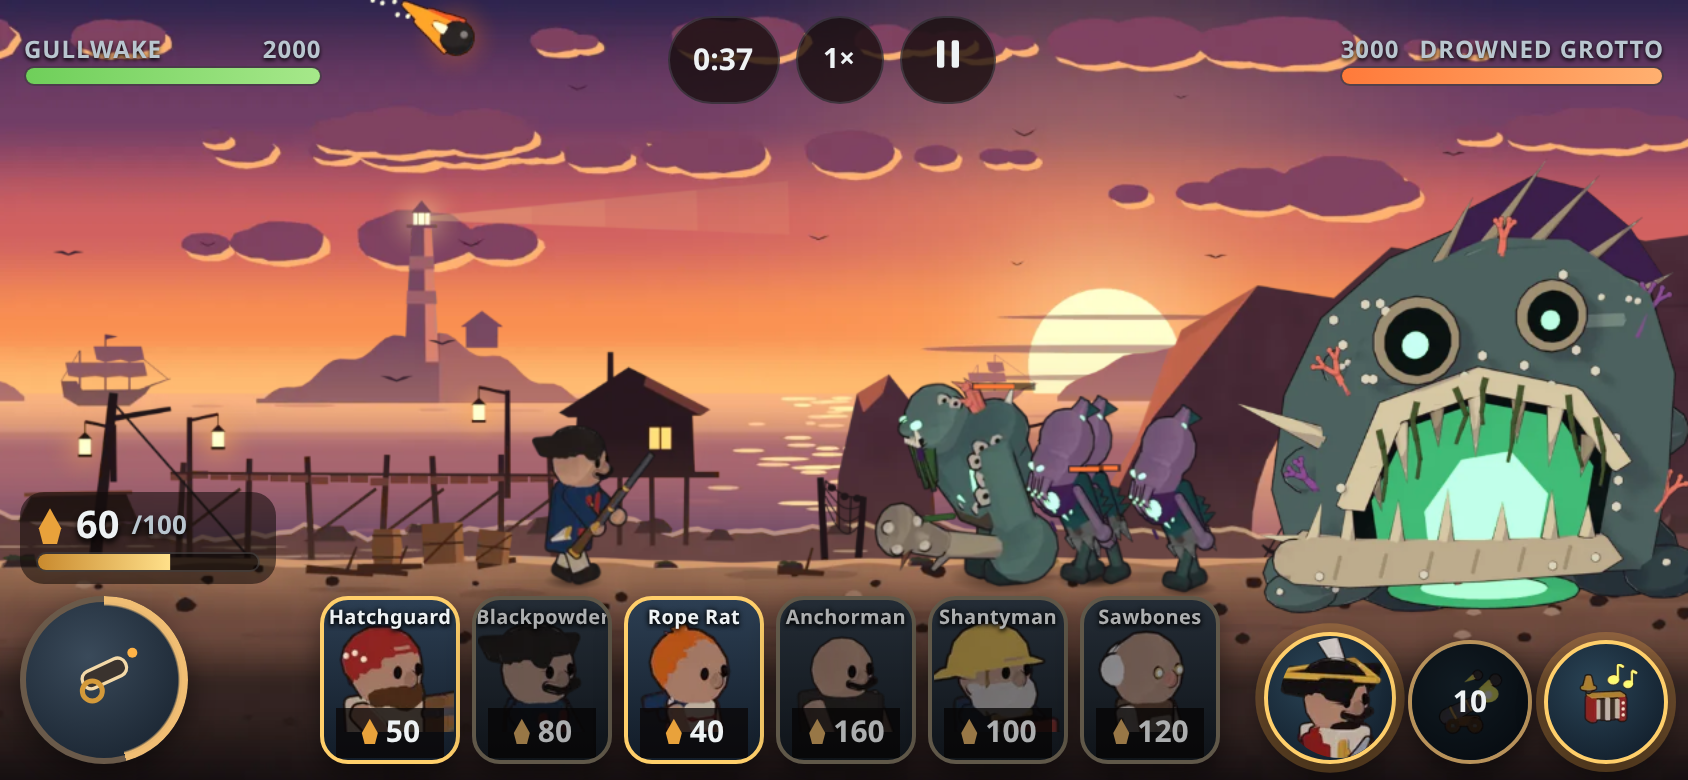 GULLWAKE 2000
0:37 1×
3000 DROWNED GROTTO
60 /100
Hatchguard
50
Blackpowder
80
Rope Rat
40
Anchorman
160
Shantyman
100
Sawbones
120
10